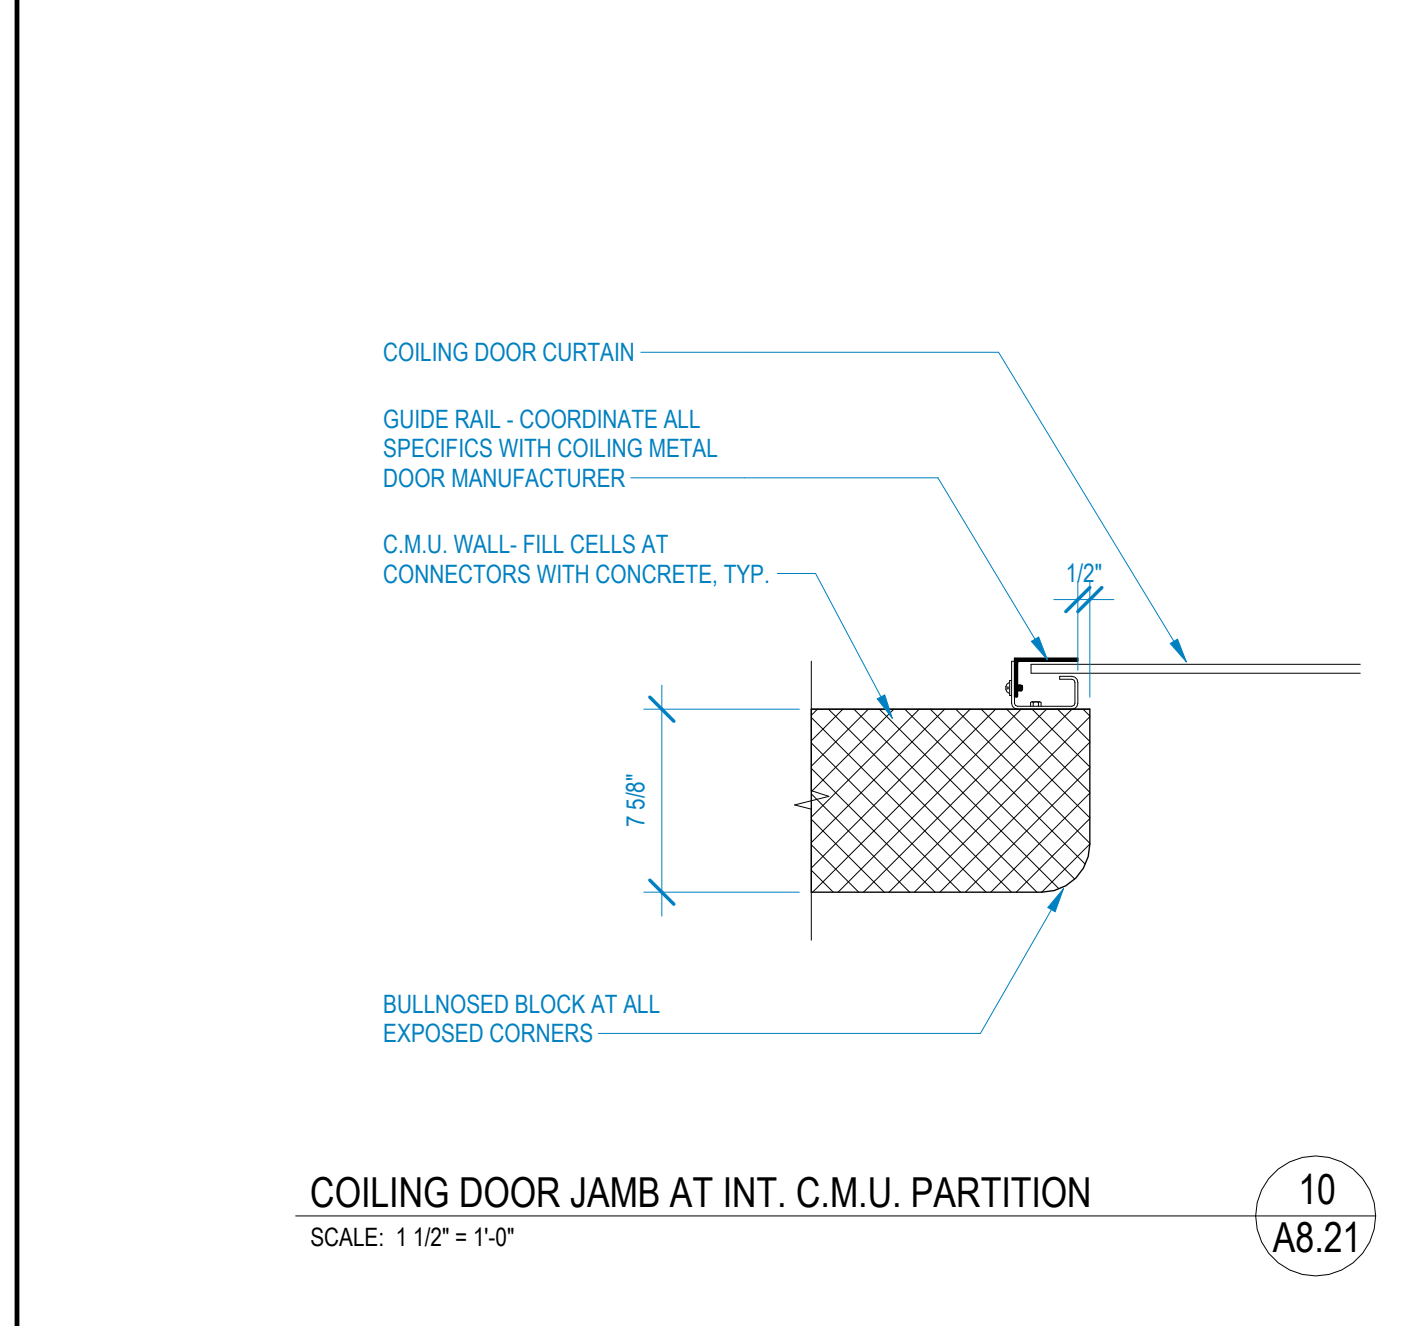 COILING DOOR CURTAIN
GUIDE RAIL - COORDINATE ALL
SPECIFICS WITH COILING METAL
DOOR MANUFACTURER
C.M.U. WALL- FILL CELLS AT
CONNECTORS WITH CONCRETE, TYP.
1/2"
7 5/8"
BULLNOSED BLOCK AT ALL
EXPOSED CORNERS
COILING DOOR JAMB AT INT. C.M.U. PARTITION
SCALE: 1 1/2" = 1'-0"
10
A8.21